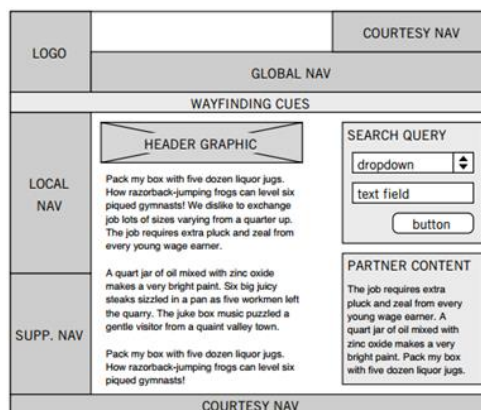 LOGO
COURTESY NAV
GLOBAL NAV
WAYFINDING CUES
LOCAL
NAV
SUPP. NAV
HEADER GRAPHIC
Pack my box with five dozen liquor jugs.
How razorback-jumping frogs can level six
piqued gymnasts! We dislike to exchange
job lots of sizes varying from a quarter up.
The job requires extra pluck and zeal from
every young wage earner.
A quart jar of oil mixed with zinc oxide
makes a very bright paint. Six big juicy
steaks sizzled in a pan as five workmen left
the quarry. The juke box music puzzled a
gentle visitor from a quaint valley town.
Pack my box with five dozen liquor jugs.
How razorback-jumping frogs can level six
piqued gymnasts!
SEARCH QUERY
dropdown
text field
button
PARTNER CONTENT
The job requires extra
pluck and zeal from every
young wage earner. A
quart jar of oil mixed with
zinc oxide makes a very
bright paint. Pack my box
with five dozen liquor jugs.
COURTESY NAV